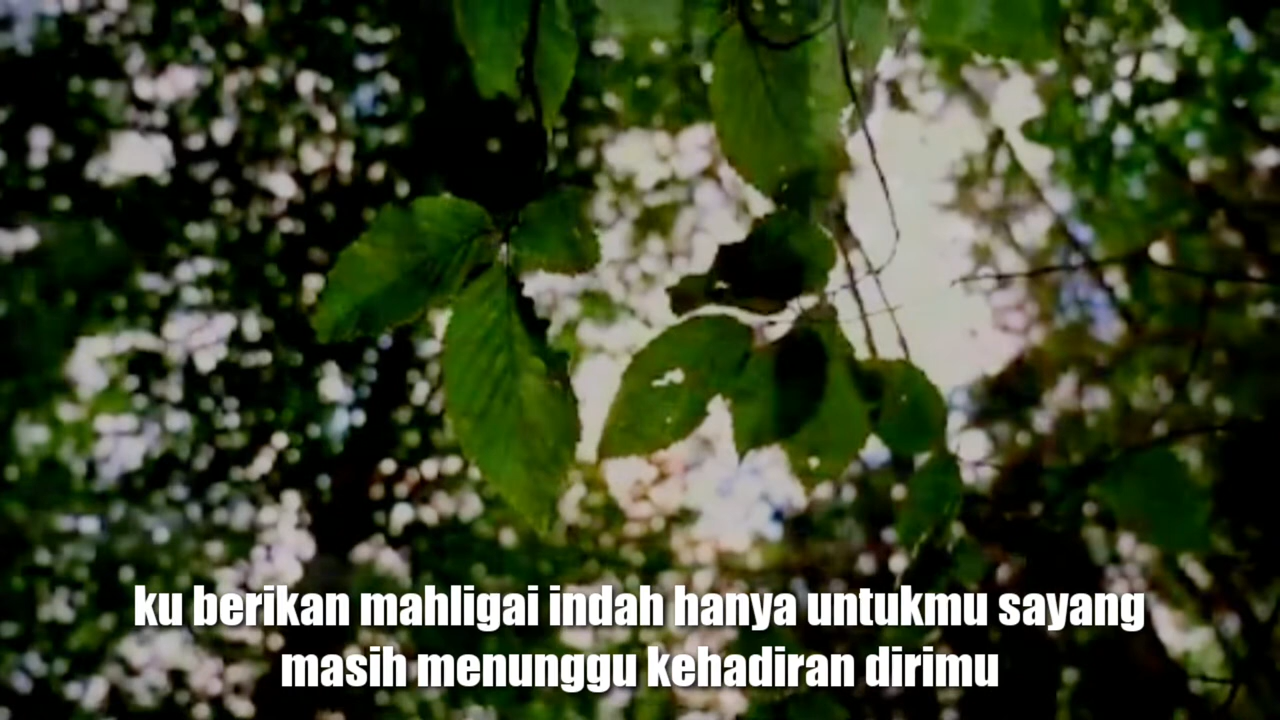 ku berikan mahligai indah hanya untukmu sayang
masih menunggu kehadiran dirimu